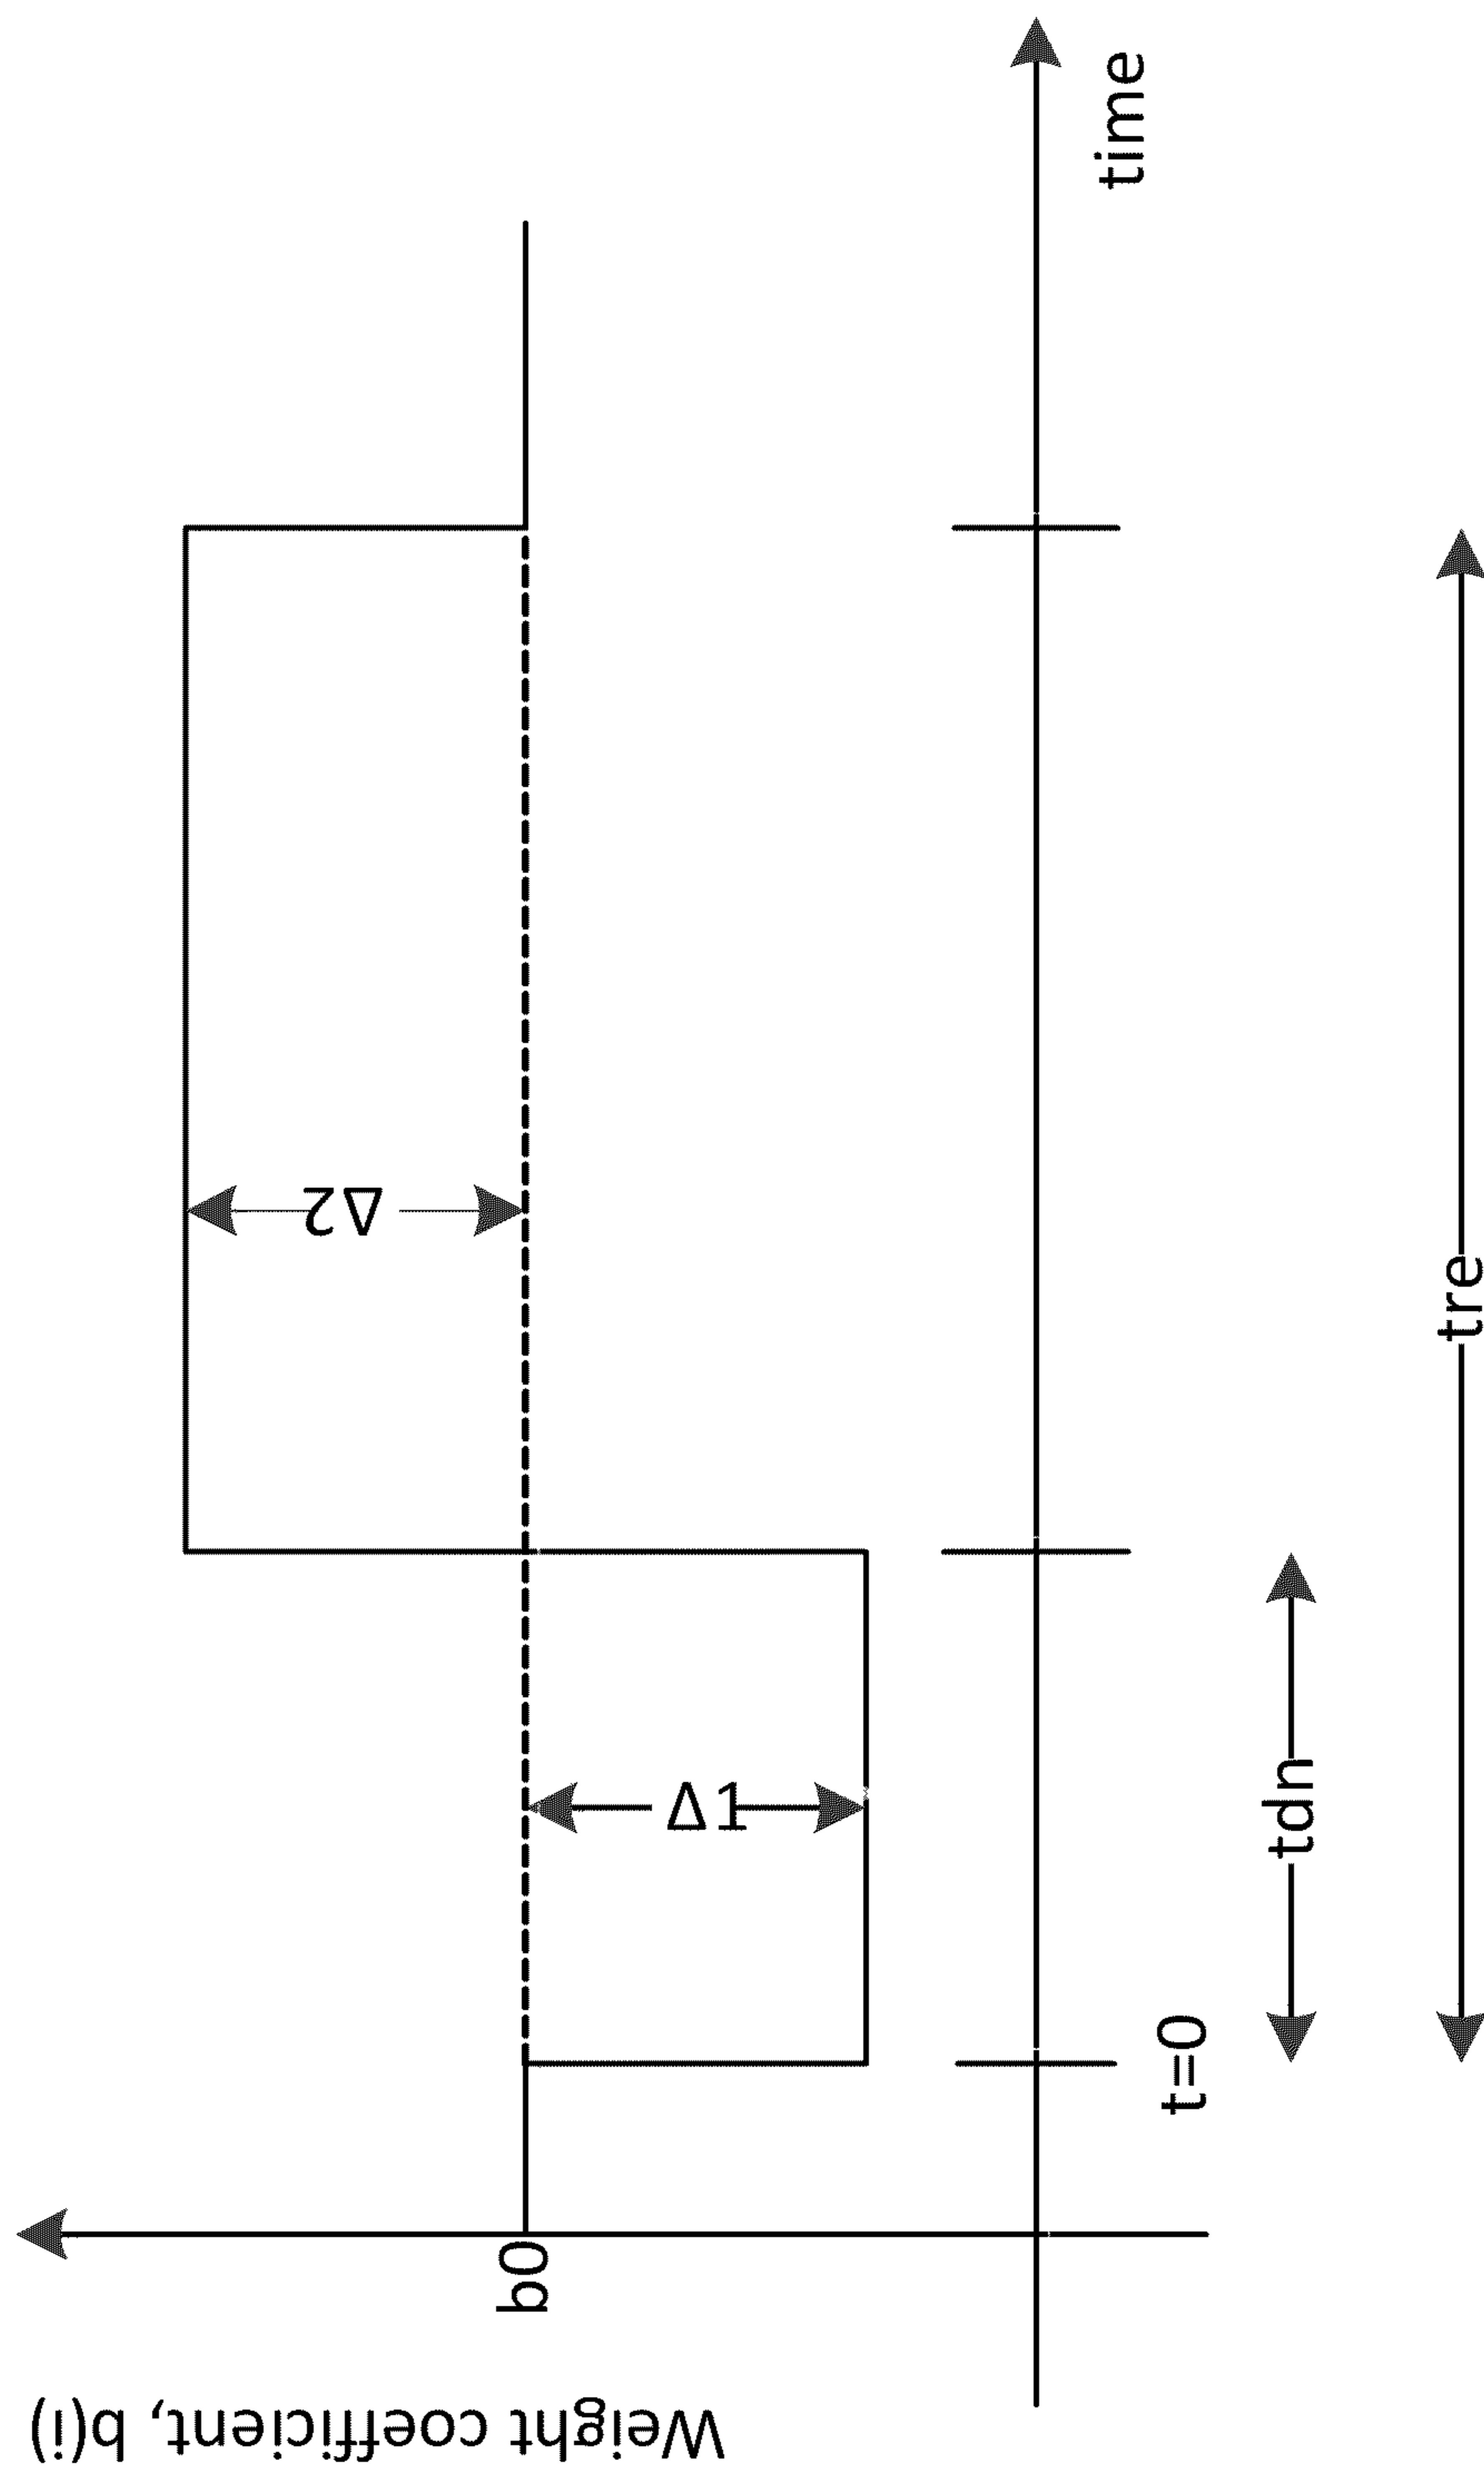 Weight coefficient, b(i)
b0
Δ2
Δ1
t=0
time
tdn
tre